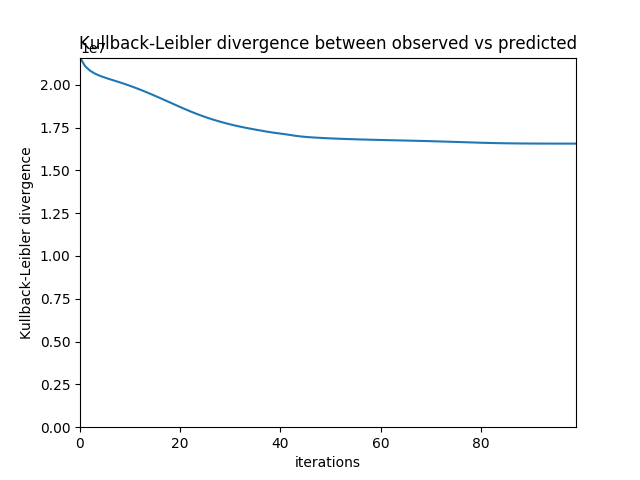 Kullback-Leibler divergence between observed vs predicted
1e7
2.00
1.75
1.50
1.25
1.00
0.75
0.50
0.25
0.00
Kullback-Leibler divergence
0 20 40 60 80
iterations